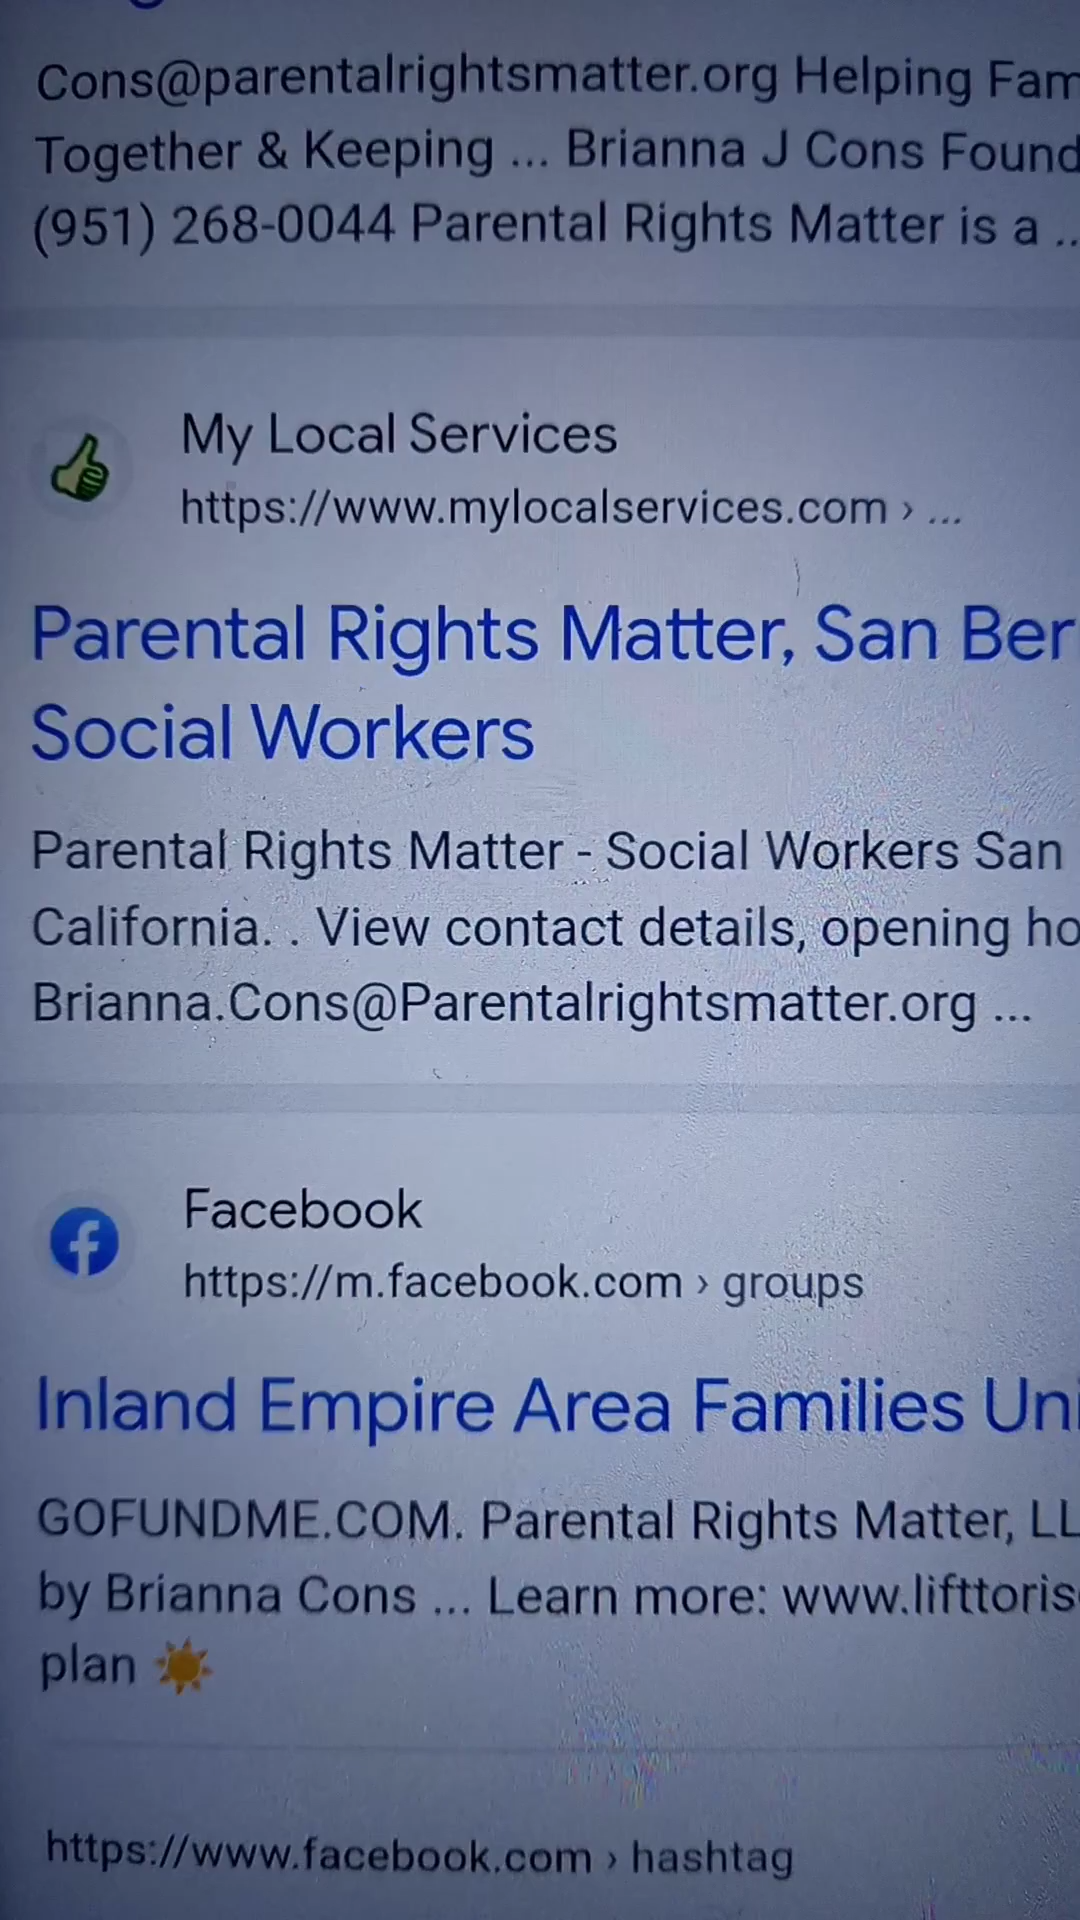 Cons@parentalrightsmatter.org Helping Fam
Together & Keeping ... Brianna J Cons Found
(951) 268-0044 Parental Rights Matter is a ..
My Local Services
https://www.mylocalservices.com › ...
Parental Rights Matter, San Ber
Social Workers
Parental Rights Matter - Social Workers San
California. . View contact details, opening ho
Brianna.Cons@Parentalrightsmatter.org ...
Facebook
https://m.facebook.com › groups
Inland Empire Area Families Uni
GOFUNDME.COM. Parental Rights Matter, LL
by Brianna Cons ... Learn more: www.lifttoris
plan ☀️
https://www.facebook.com › hashtag